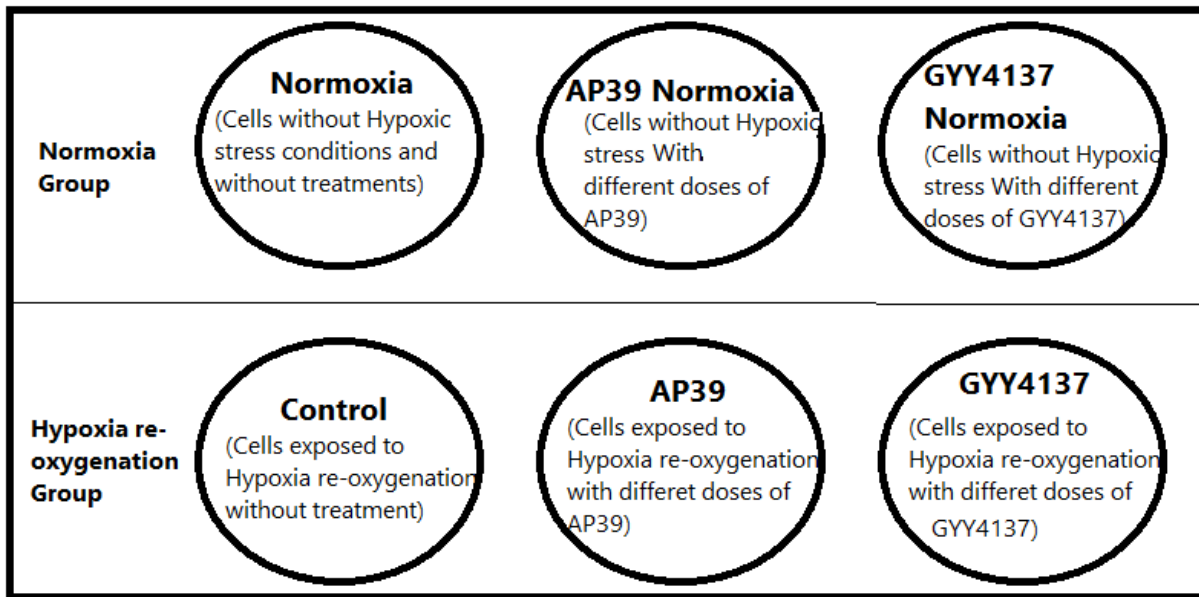 Normoxia
Group
Normoxia
(Cells without Hypoxic
stress conditions and
without treatments)
AP39 Normoxia
(Cells without Hypoxic
stress With
different doses of
AP39)
GYY4137
Normoxia
(Cells without Hypoxic
stress With different
doses of GYY4137)
Hypoxia re-
oxygenation
Group
Control
(Cells exposed to
Hypoxia re-oxygenation
without treatment)
AP39
(Cells exposed to
Hypoxia re-oxygenation
with differet doses of
AP39)
GYY4137
(Cells exposed to
Hypoxia re-oxygenation
with differet doses of
GYY4137)